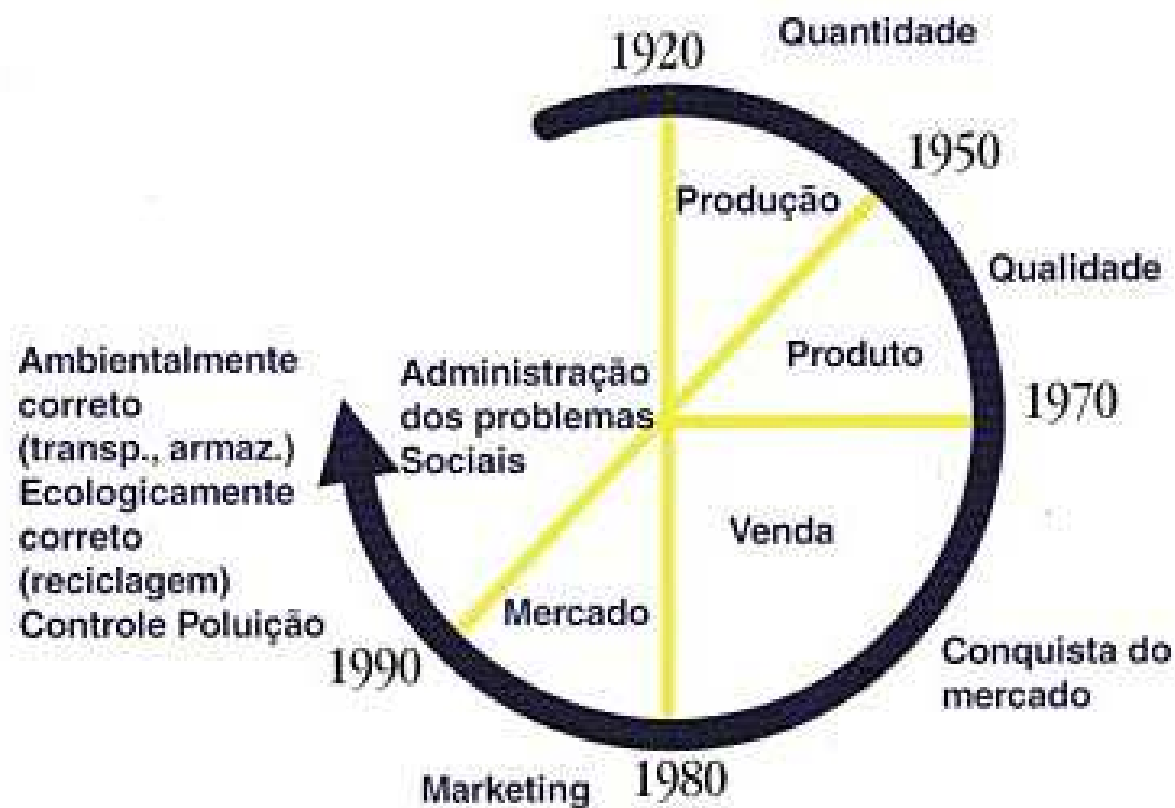 1920
Quantidade
1950
Produção
Qualidade
Produto
1970
Venda
Conquista do
mercado
1980
Marketing
Mercado
1990
Administração
dos problemas
Sociais
Ambientalmente
correto
(transp., armaz.)
Ecologicamente
correto
(reciclagem)
Controle Poluição